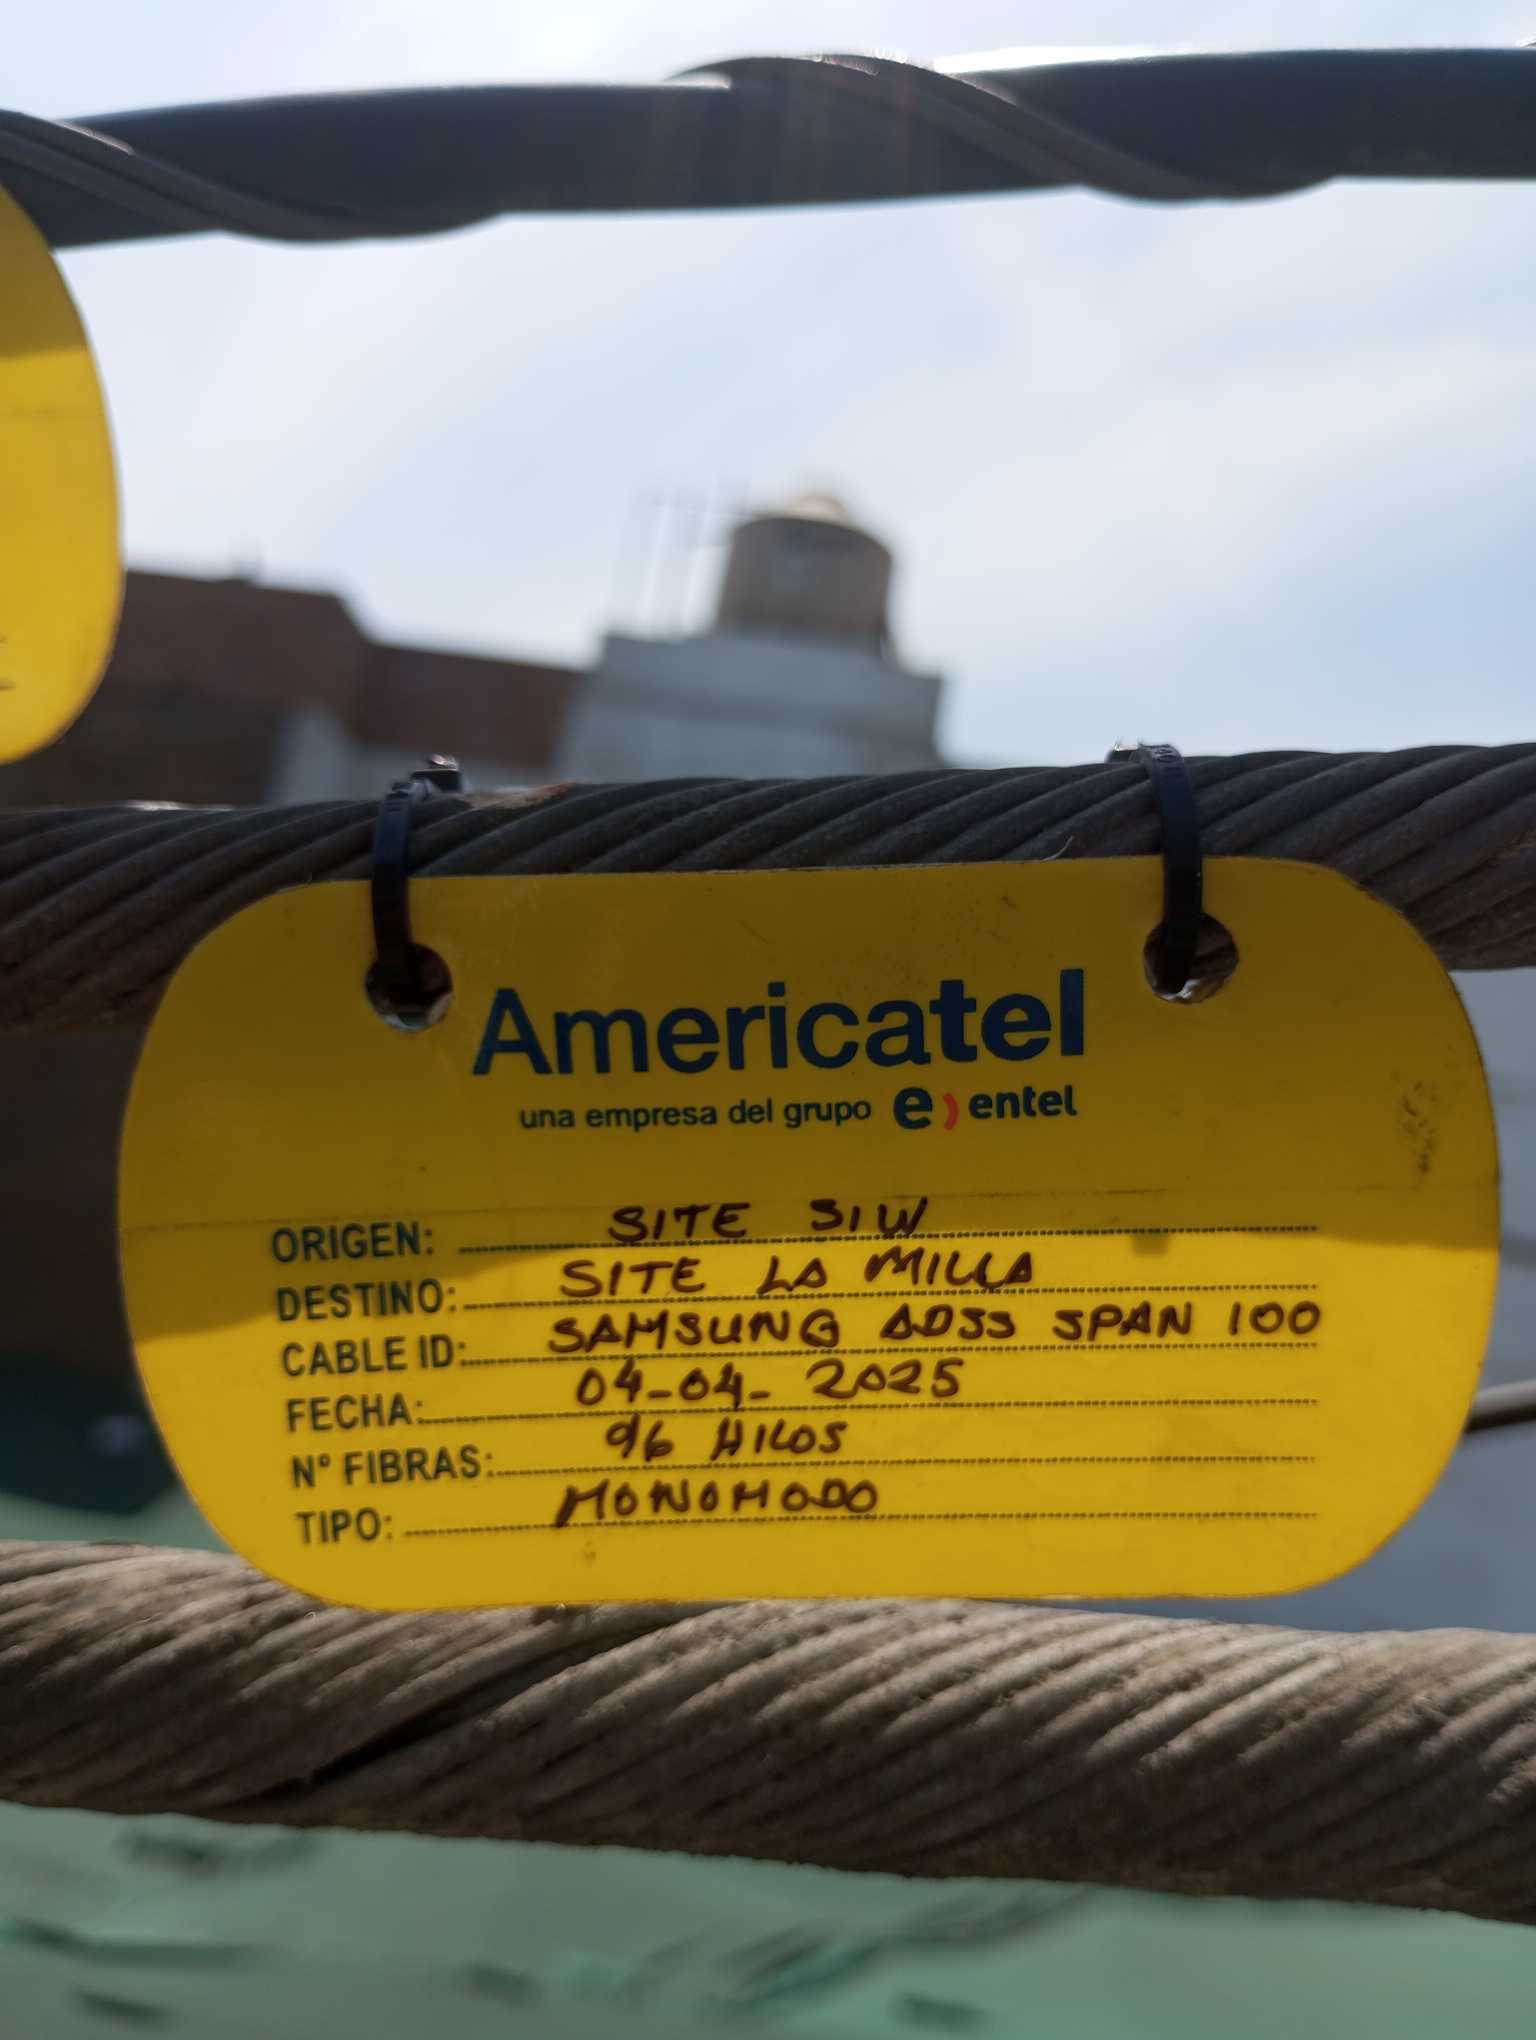 Americatel
una empresa del grupo e) entel
ORIGEN: SITE SIW
DESTINO: SITE LA MILLA
CABLE ID: SAMSUNG ADSS SPAN 100
FECHA: 04-04-2025
N° FIBRAS: 96 HILOS
TIPO: MONOMODO